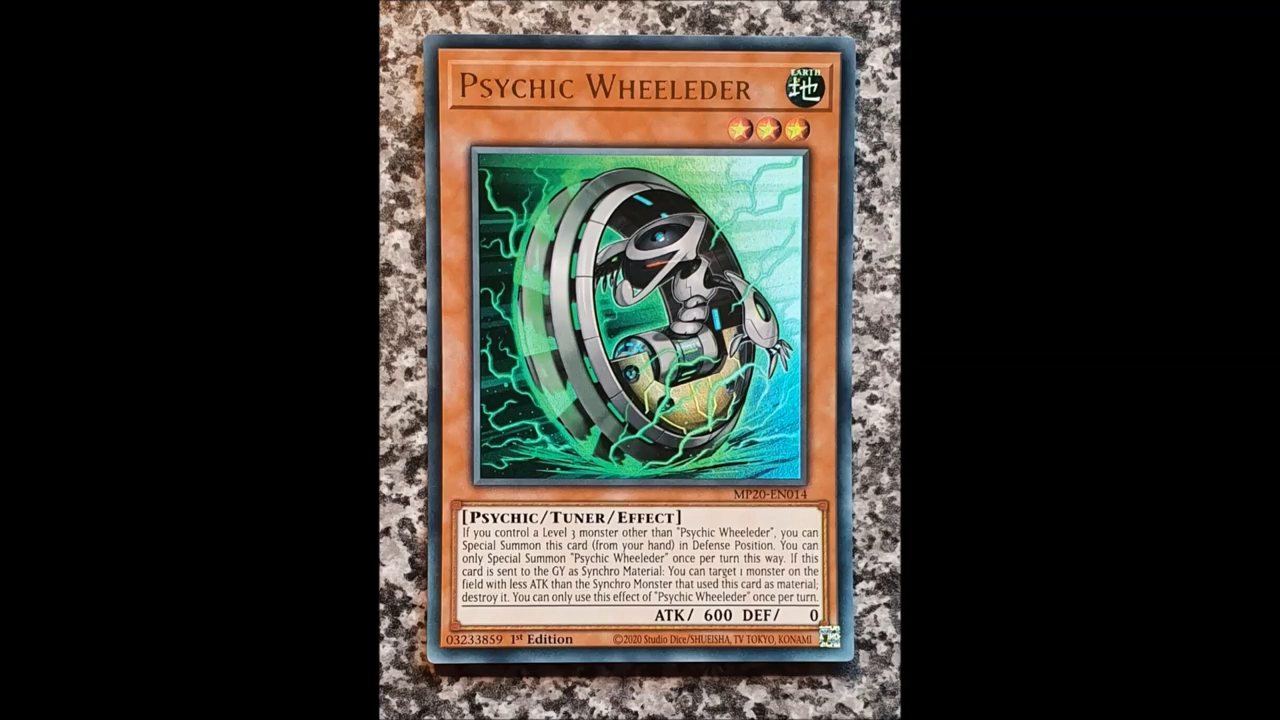 PSYCHIC WHEELEDER
EARTH
地
MP20-EN014
[PSYCHIC/TUNER/EFFECT]
If you control a Level 3 monster other than "Psychic Wheeleder", you can
Special Summon this card (from your hand) in Defense Position. You can
only Special Summon "Psychic Wheeleder" once per turn this way. If this
card is sent to the GY as Synchro Material: You can target 1 monster on the
field with less ATK than the Synchro Monster that used this card as material;
destroy it. You can only use this effect of "Psychic Wheeleder" once per turn.
ATK/ 600 DEF/ 0
03233859 1st Edition ©2020 Studio Dice/SHUEISHA, TV TOKYO, KONAMI